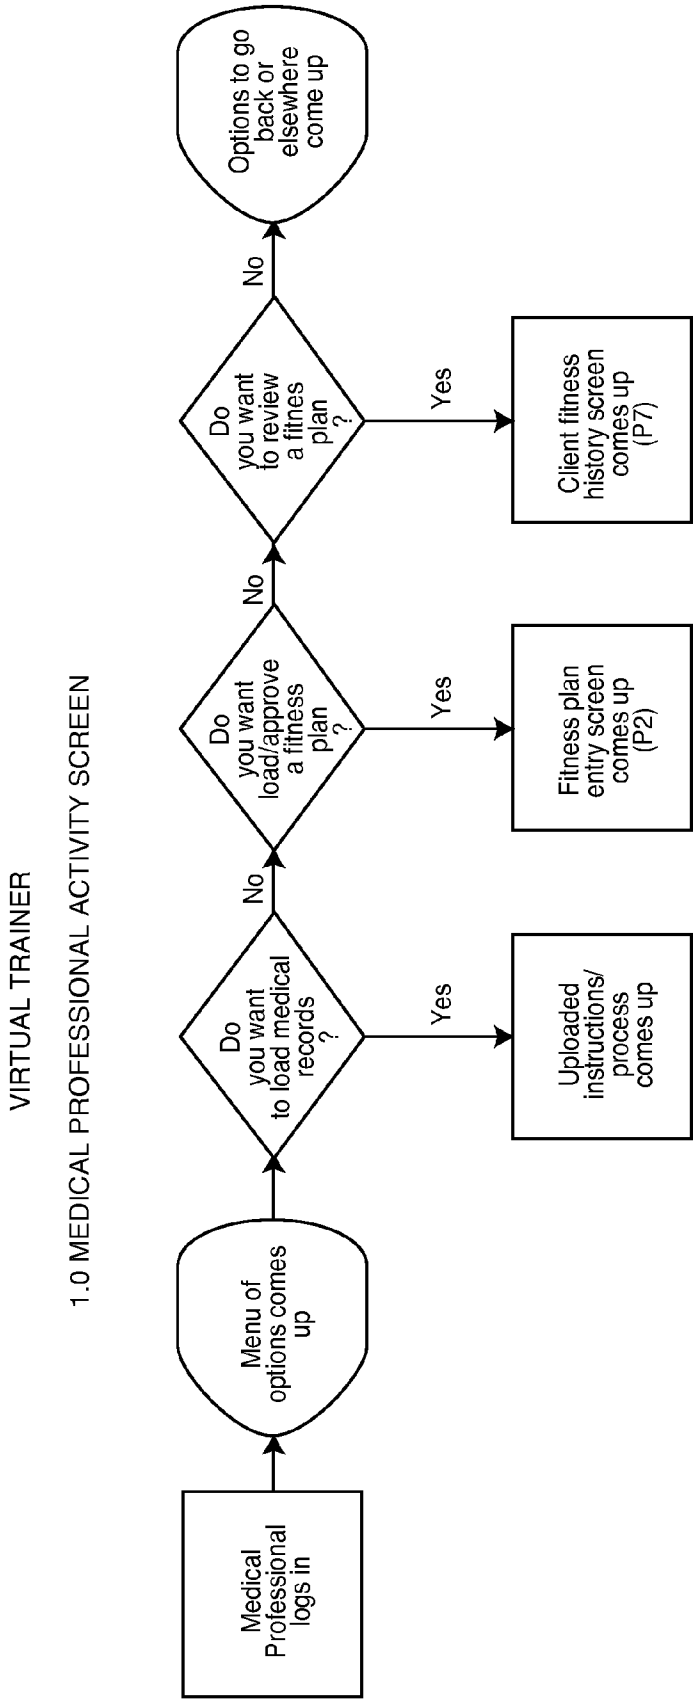 VIRTUAL TRAINER
1.0 MEDICAL PROFESSIONAL ACTIVITY SCREEN
Medical
Professional
logs in
Menu of
options comes
up
Do
you want
to load medical
records
?
No
Yes
Uploaded
instructions/
process
comes up
Do
you want
load/approve
a fitness
plan
?
No
Yes
Fitness plan
entry screen
comes up
(P2)
Do
you want
to review
a fitnes
plan
?
No
Yes
Client fitness
history screen
comes up
(P7)
Options to go
back or
elsewhere
come up